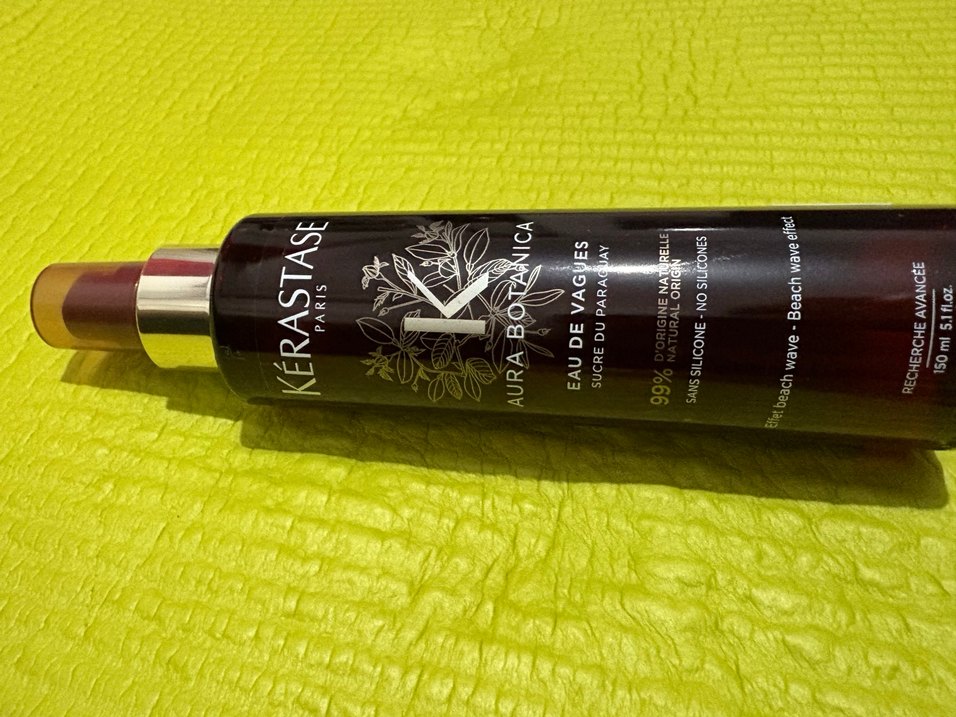 KÉRASTASE
PARIS
K
AURA BOTANICA
EAU DE VAGUES
SUCRE DU PARAGUAY
99% D'ORIGINE NATURELLE
NATURAL ORIGIN
SANS SILICONE - NO SILICONES
Effet beach wave - Beach wave effect
RECHERCHE AVANCÉE
150 ml 5.1 fl.oz.